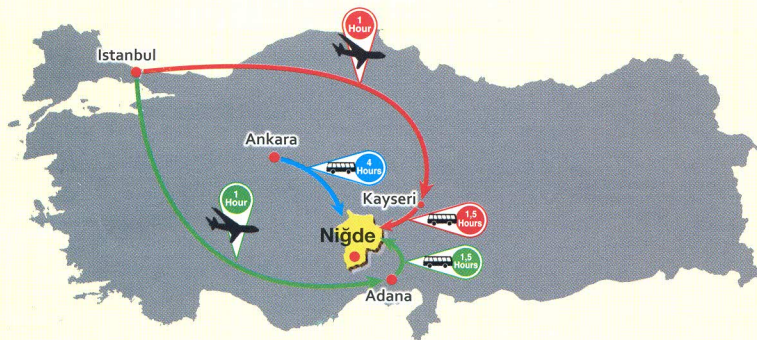 1
Hour
Istanbul
Ankara
4
Hours
Kayseri
1
Hour
1,5
Hours
Niğde
1,5
Hours
Adana